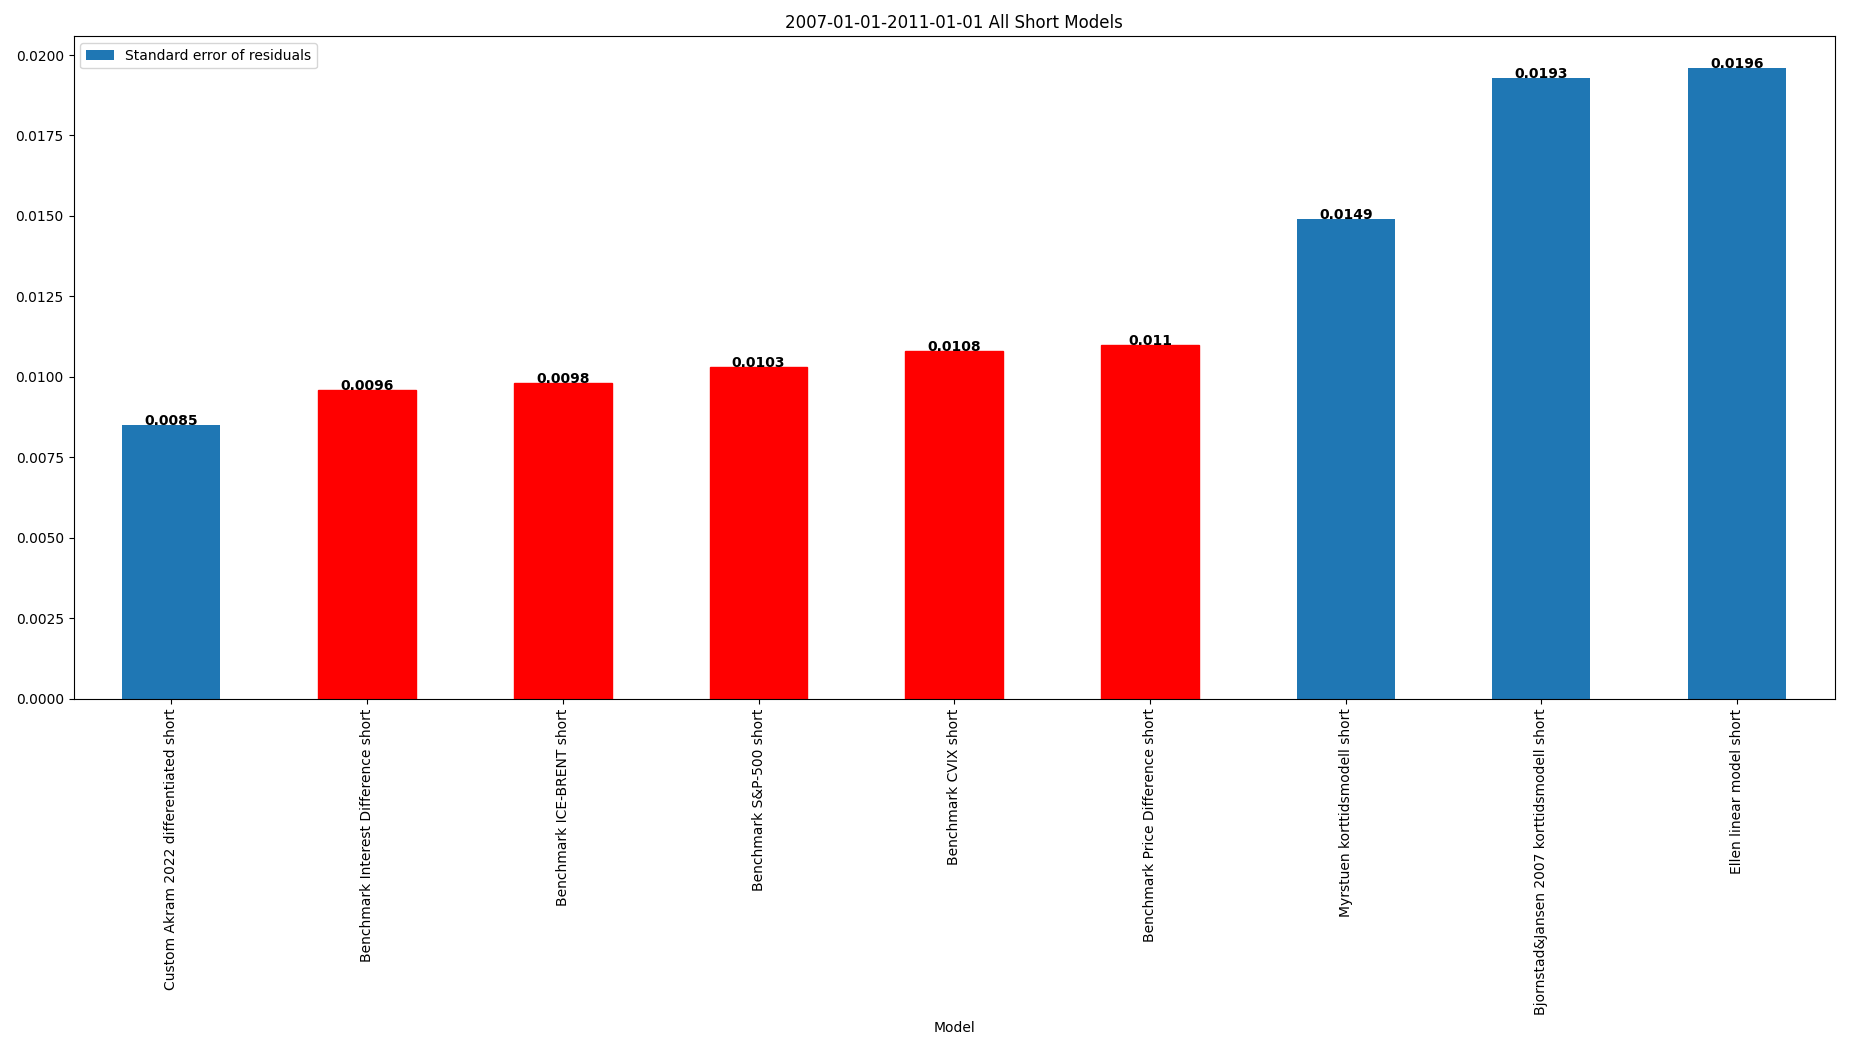 2007-01-01-2011-01-01 All Short Models
Standard error of residuals
0.0200
0.0175
0.0150
0.0125
0.0100
0.0075
0.0050
0.0025
0.0000
0.0085
0.0096
0.0098
0.0103
0.0108
0.011
0.0149
0.0193
0.0196
Custom Akram 2022 differentiated short
Benchmark Interest Difference short
Benchmark ICE-BRENT short
Benchmark S&P-500 short
Benchmark CVIX short
Benchmark Price Difference short
Myrstuen korttidsmodell short
Bjornstad&Jansen 2007 korttidsmodell short
Ellen linear model short
Model